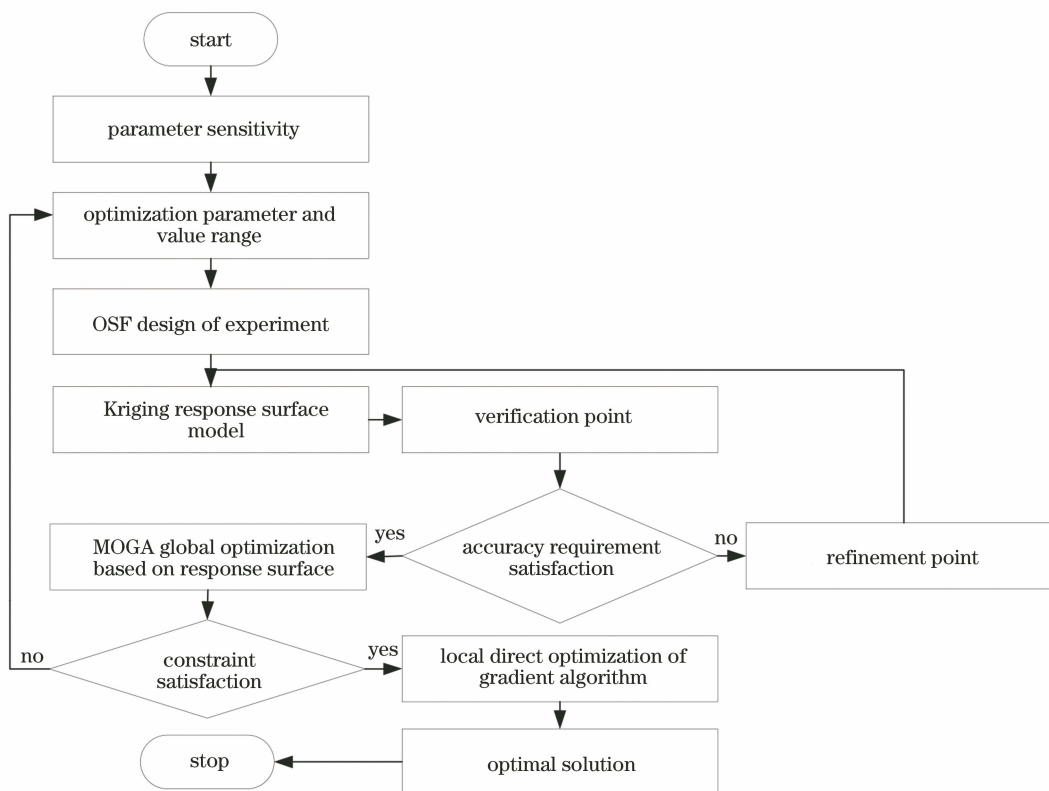 start
parameter sensitivity
optimization parameter and
value range
OSF design of experiment
Kriging response surface
model
verification point
accuracy requirement
satisfaction
yes
no
MOGA global optimization
based on response surface
refinement point
constraint
satisfaction
no
yes
local direct optimization of
gradient algorithm
optimal solution
stop